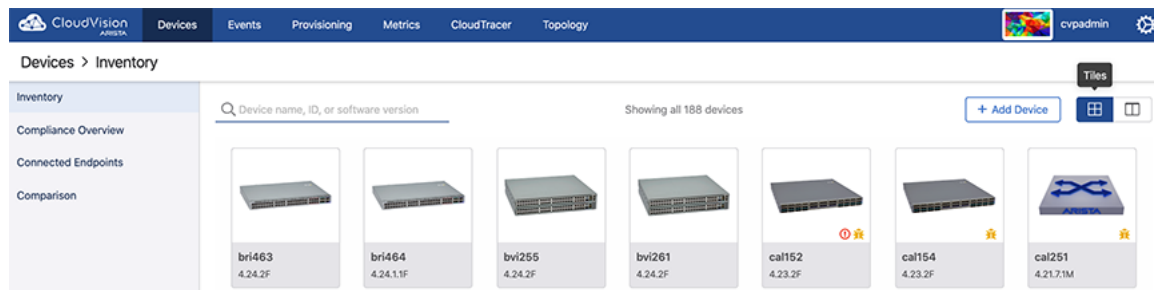 CloudVision
ARISTA
Devices
Events
Provisioning
Metrics
CloudTracer
Topology
cvpadmin
Devices > Inventory
Tiles
Inventory
Compliance Overview
Connected Endpoints
Comparison
Device name, ID, or software version
Showing all 188 devices
+ Add Device
bri463
4.24.2F
bri464
4.24.1.1F
bvi255
4.24.2F
bvi261
4.24.2F
cal152
4.23.2F
cal154
4.23.2F
ARISTA
cal251
4.21.7.1M